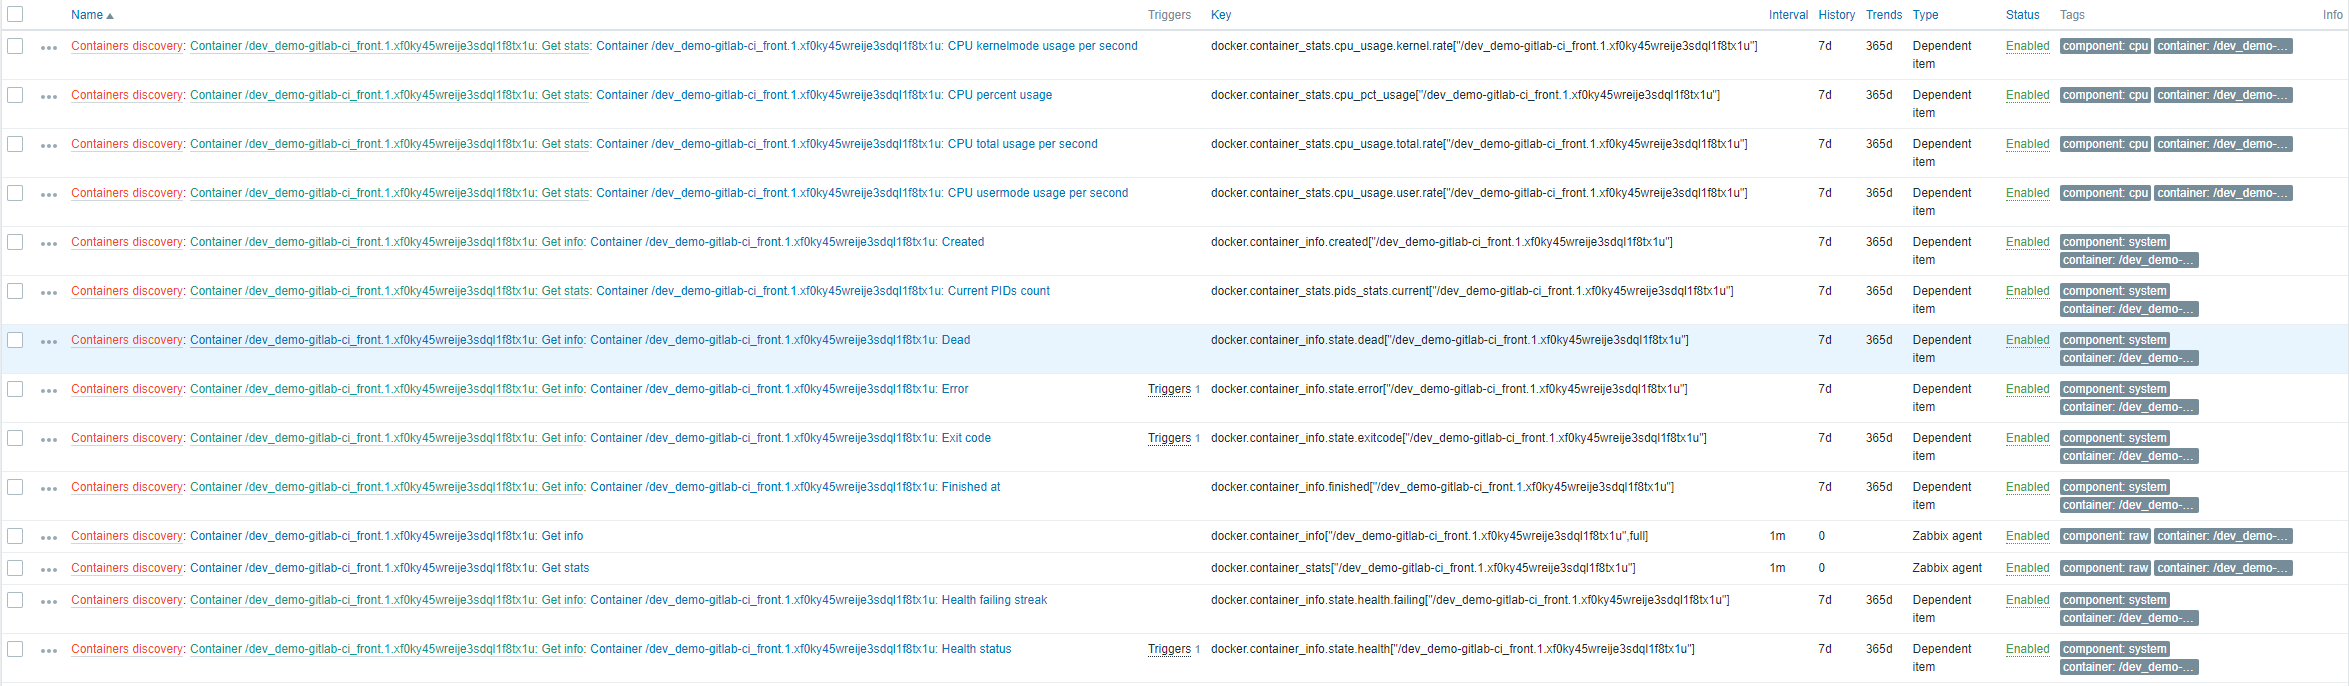 Name Triggers Key Interval History Trends Type Status Tags Info
Containers discovery: Container /dev_demo-gitlab-ci_front.1.xf0ky45wreije3sdql1f8tx1u: Get stats: Container /dev_demo-gitlab-ci_front.1.xf0ky45wreije3sdql1f8tx1u: CPU kernelmode usage per second docker.container_stats.cpu_usage.kernel.rate["/dev_demo-gitlab-ci_front.1.xf0ky45wreije3sdql1f8tx1u"] 7d 365d Dependent Enabled component: cpu container: /dev_demo-...
item
Containers discovery: Container /dev_demo-gitlab-ci_front.1.xf0ky45wreije3sdql1f8tx1u: Get stats: Container /dev_demo-gitlab-ci_front.1.xf0ky45wreije3sdql1f8tx1u: CPU percent usage docker.container_stats.cpu_pct_usage["/dev_demo-gitlab-ci_front.1.xf0ky45wreije3sdql1f8tx1u"] 7d 365d Dependent Enabled component: cpu container: /dev_demo-...
item
Containers discovery: Container /dev_demo-gitlab-ci_front.1.xf0ky45wreije3sdql1f8tx1u: Get stats: Container /dev_demo-gitlab-ci_front.1.xf0ky45wreije3sdql1f8tx1u: CPU total usage per second docker.container_stats.cpu_usage.total.rate["/dev_demo-gitlab-ci_front.1.xf0ky45wreije3sdql1f8tx1u"] 7d 365d Dependent Enabled component: cpu container: /dev_demo-...
item
Containers discovery: Container /dev_demo-gitlab-ci_front.1.xf0ky45wreije3sdql1f8tx1u: Get stats: Container /dev_demo-gitlab-ci_front.1.xf0ky45wreije3sdql1f8tx1u: CPU usermode usage per second docker.container_stats.cpu_usage.user.rate["/dev_demo-gitlab-ci_front.1.xf0ky45wreije3sdql1f8tx1u"] 7d 365d Dependent Enabled component: cpu container: /dev_demo-...
item
Containers discovery: Container /dev_demo-gitlab-ci_front.1.xf0ky45wreije3sdql1f8tx1u: Get info: Container /dev_demo-gitlab-ci_front.1.xf0ky45wreije3sdql1f8tx1u: Created docker.container_info.created["/dev_demo-gitlab-ci_front.1.xf0ky45wreije3sdql1f8tx1u"] 7d 365d Dependent Enabled component: system
item container: /dev_demo-...
Containers discovery: Container /dev_demo-gitlab-ci_front.1.xf0ky45wreije3sdql1f8tx1u: Get stats: Container /dev_demo-gitlab-ci_front.1.xf0ky45wreije3sdql1f8tx1u: Current PIDs count docker.container_stats.pids_stats.current["/dev_demo-gitlab-ci_front.1.xf0ky45wreije3sdql1f8tx1u"] 7d 365d Dependent Enabled component: system
item container: /dev_demo-...
Containers discovery: Container /dev_demo-gitlab-ci_front.1.xf0ky45wreije3sdql1f8tx1u: Get info: Container /dev_demo-gitlab-ci_front.1.xf0ky45wreije3sdql1f8tx1u: Dead docker.container_info.state.dead["/dev_demo-gitlab-ci_front.1.xf0ky45wreije3sdql1f8tx1u"] 7d 365d Dependent Enabled component: system
item container: /dev_demo-...
Containers discovery: Container /dev_demo-gitlab-ci_front.1.xf0ky45wreije3sdql1f8tx1u: Get info: Container /dev_demo-gitlab-ci_front.1.xf0ky45wreije3sdql1f8tx1u: Error Triggers 1 docker.container_info.state.error["/dev_demo-gitlab-ci_front.1.xf0ky45wreije3sdql1f8tx1u"] 7d Dependent Enabled component: system
item container: /dev_demo-...
Containers discovery: Container /dev_demo-gitlab-ci_front.1.xf0ky45wreije3sdql1f8tx1u: Get info: Container /dev_demo-gitlab-ci_front.1.xf0ky45wreije3sdql1f8tx1u: Exit code Triggers 1 docker.container_info.state.exitcode["/dev_demo-gitlab-ci_front.1.xf0ky45wreije3sdql1f8tx1u"] 7d 365d Dependent Enabled component: system
item container: /dev_demo-...
Containers discovery: Container /dev_demo-gitlab-ci_front.1.xf0ky45wreije3sdql1f8tx1u: Get info: Container /dev_demo-gitlab-ci_front.1.xf0ky45wreije3sdql1f8tx1u: Finished at docker.container_info.finished["/dev_demo-gitlab-ci_front.1.xf0ky45wreije3sdql1f8tx1u"] 7d 365d Dependent Enabled component: system
item container: /dev_demo-...
Containers discovery: Container /dev_demo-gitlab-ci_front.1.xf0ky45wreije3sdql1f8tx1u: Get info docker.container_info["/dev_demo-gitlab-ci_front.1.xf0ky45wreije3sdql1f8tx1u",full] 1m 0 Zabbix agent Enabled component: raw container: /dev_demo-...
Containers discovery: Container /dev_demo-gitlab-ci_front.1.xf0ky45wreije3sdql1f8tx1u: Get stats docker.container_stats["/dev_demo-gitlab-ci_front.1.xf0ky45wreije3sdql1f8tx1u"] 1m 0 Zabbix agent Enabled component: raw container: /dev_demo-...
Containers discovery: Container /dev_demo-gitlab-ci_front.1.xf0ky45wreije3sdql1f8tx1u: Get info: Container /dev_demo-gitlab-ci_front.1.xf0ky45wreije3sdql1f8tx1u: Health failing streak docker.container_info.state.health.failing["/dev_demo-gitlab-ci_front.1.xf0ky45wreije3sdql1f8tx1u"] 7d 365d Dependent Enabled component: system
item container: /dev_demo-...
Containers discovery: Container /dev_demo-gitlab-ci_front.1.xf0ky45wreije3sdql1f8tx1u: Get info: Container /dev_demo-gitlab-ci_front.1.xf0ky45wreije3sdql1f8tx1u: Health status Triggers 1 docker.container_info.state.health["/dev_demo-gitlab-ci_front.1.xf0ky45wreije3sdql1f8tx1u"] 7d 365d Dependent Enabled component: system
item container: /dev_demo-...